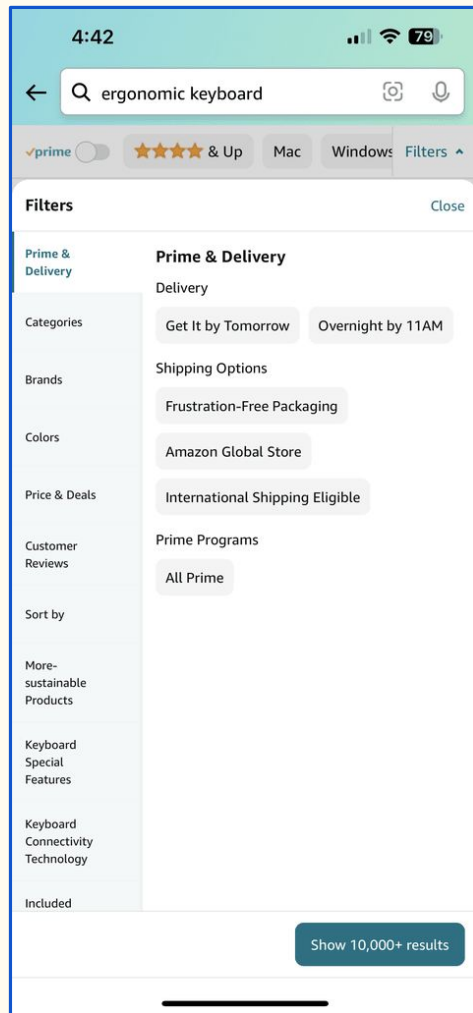 4:42
79
ergonomic keyboard
prime
& Up
Mac
Windows
Filters
Filters
Close
Prime &
Delivery
Categories
Brands
Colors
Price & Deals
Customer
Reviews
Sort by
More-
sustainable
Products
Keyboard
Special
Features
Keyboard
Connectivity
Technology
Included
Prime & Delivery
Delivery
Get It by Tomorrow
Overnight by 11AM
Shipping Options
Frustration-Free Packaging
Amazon Global Store
International Shipping Eligible
Prime Programs
All Prime
Show 10,000+ results